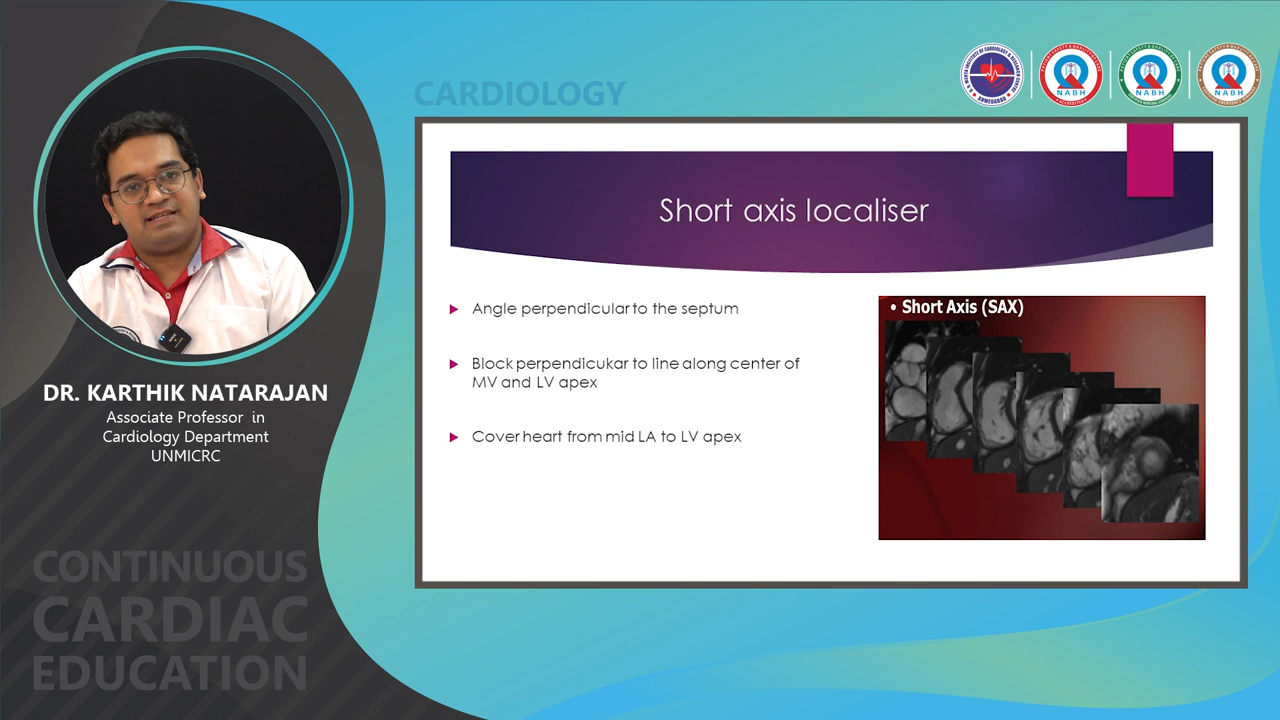 CARDIOLOGY
NABH
NABH
NABH
Short axis localiser
Angle perpendicular to the septum
Block perpendicukar to line along center of
MV and LV apex
Cover heart from mid LA to LV apex
• Short Axis (SAX)
DR. KARTHIK NATARAJAN
Associate Professor in
Cardiology Department
UNMICRC
CONTINUOUS
CARDIAC
EDUCATION